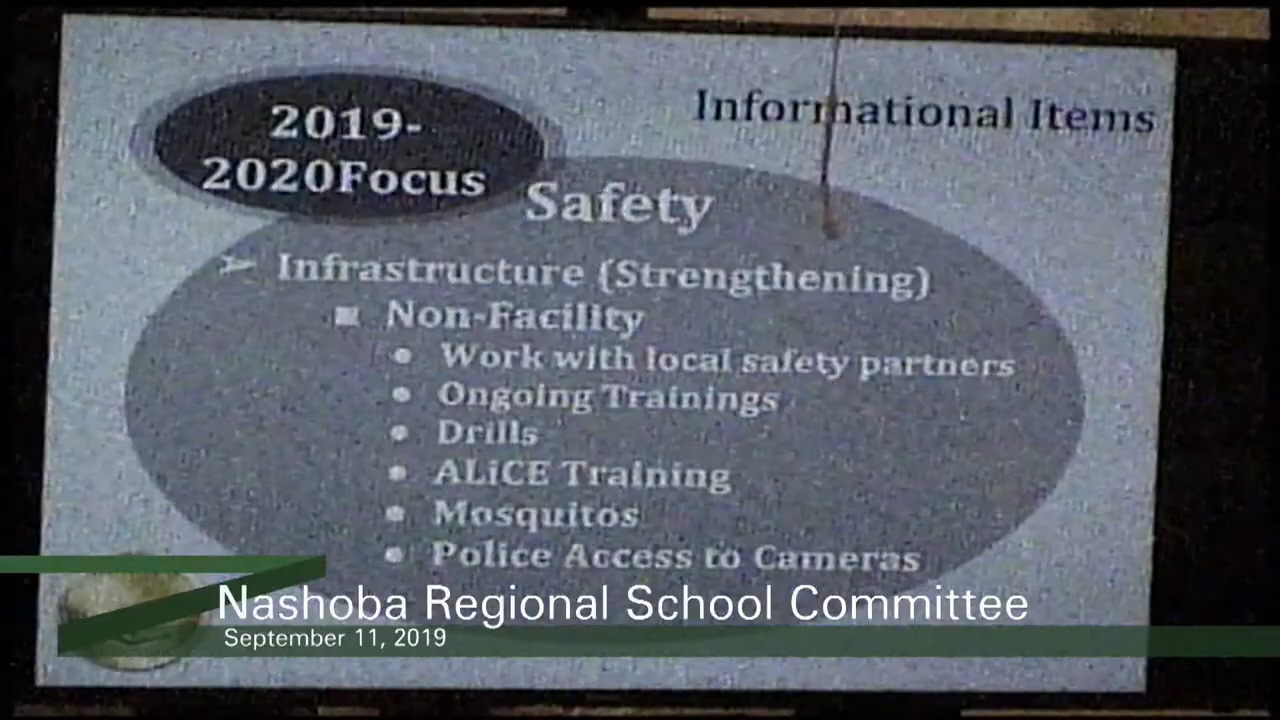 2019-
2020Focus
Informational Items
Safety
Infrastructure (Strengthening)
Non-Facility
Work with local safety partners
Ongoing Trainings
Drills
ALiCE Training
Mosquitos
Police Access to Cameras
Nashoba Regional School Committee
September 11, 2019